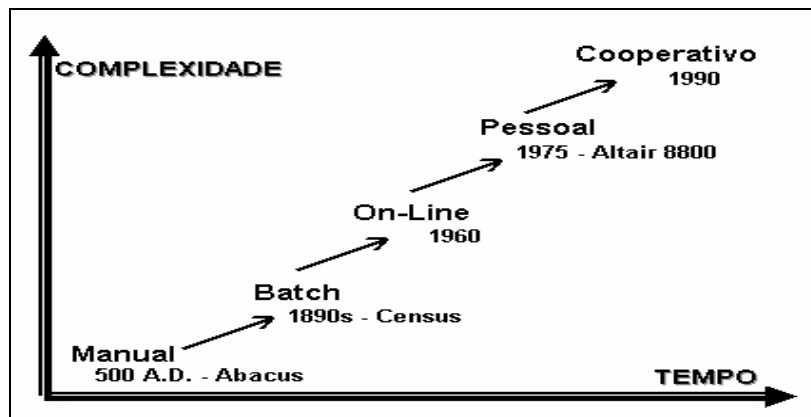 Cooperativo
1990
COMPLEXIDADE
Pessoal
1975 - Altair 8800
On-Line
1960
Batch
1890s - Census
Manual
500 A.D. - Abacus
TEMPO